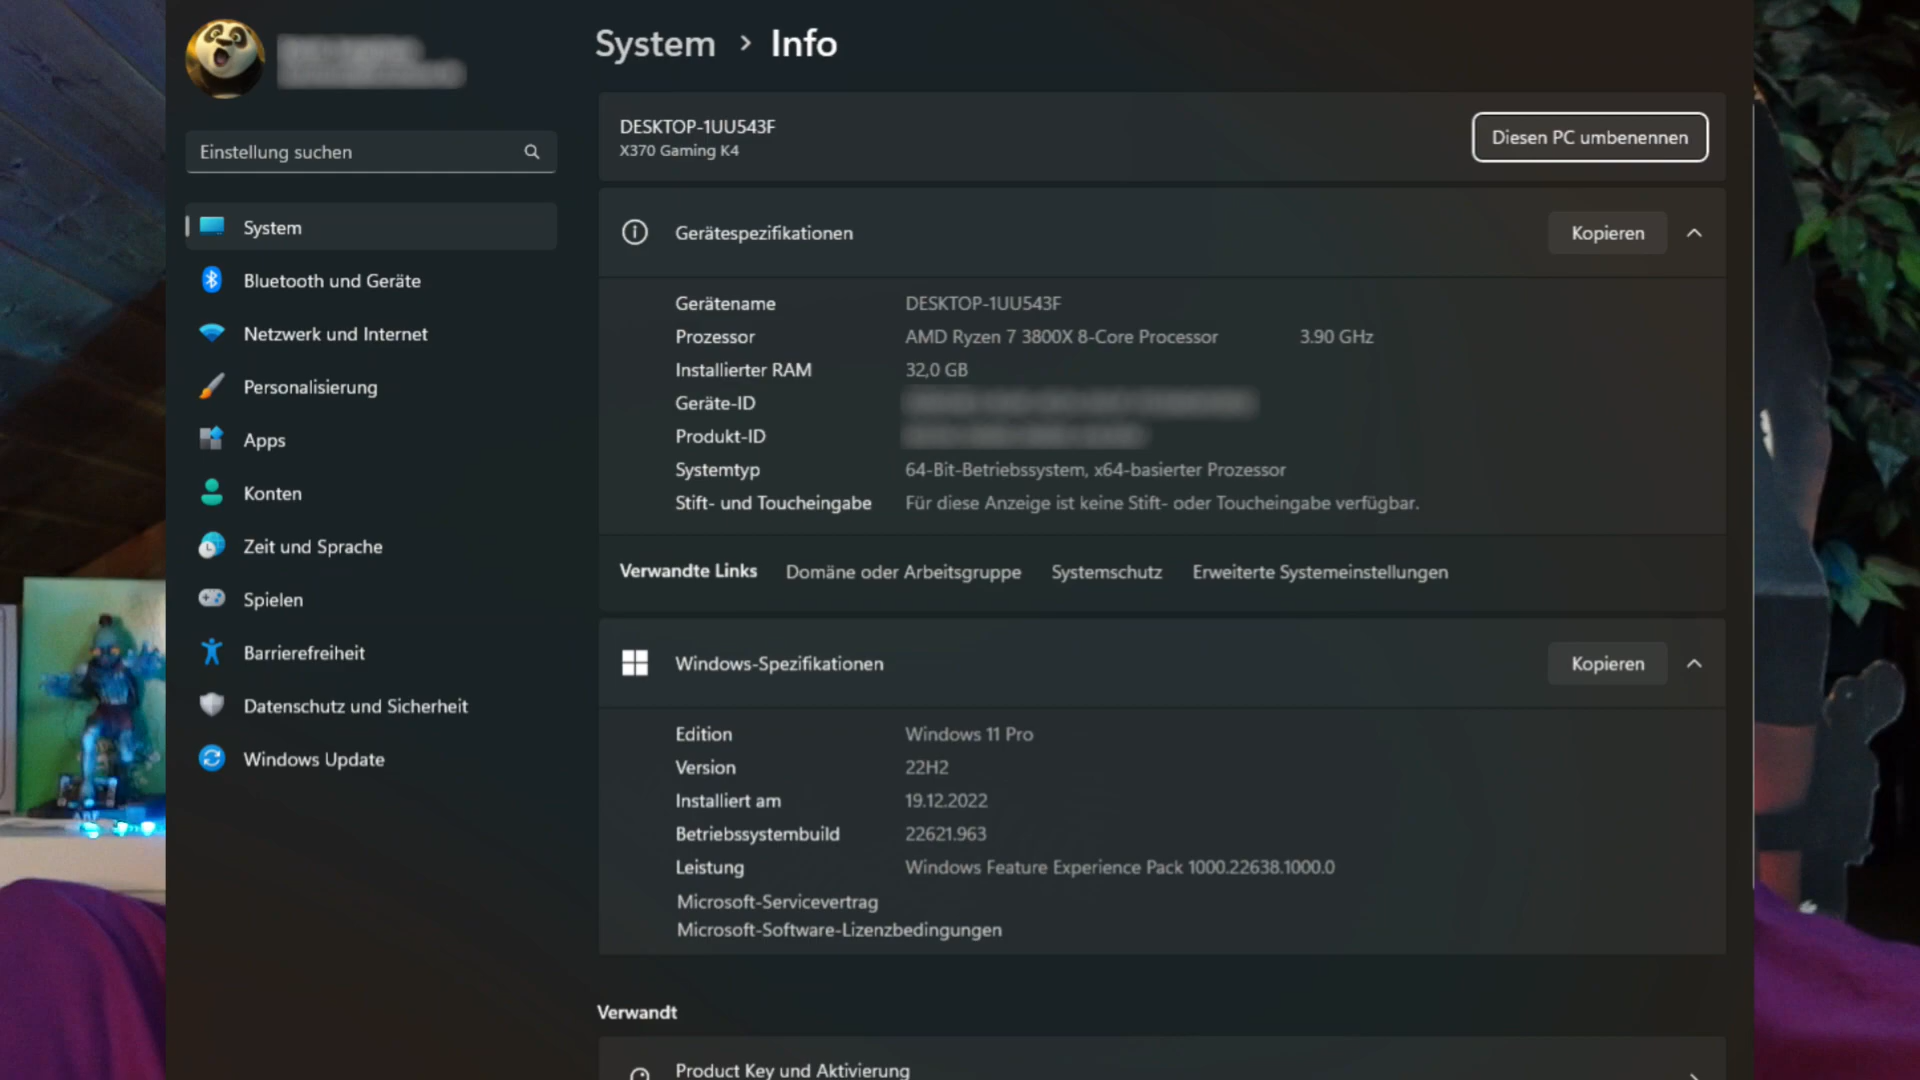 System > Info
Einstellung suchen
System
Bluetooth und Geräte
Netzwerk und Internet
Personalisierung
Apps
Konten
Zeit und Sprache
Spielen
Barrierefreiheit
Datenschutz und Sicherheit
Windows Update
DESKTOP-1UU543F
X370 Gaming K4
Diesen PC umbenennen
Gerätespezifikationen
Kopieren
Gerätename DESKTOP-1UU543F
Prozessor AMD Ryzen 7 3800X 8-Core Processor 3.90 GHz
Installierter RAM 32,0 GB
Geräte-ID
Produkt-ID
Systemtyp 64-Bit-Betriebssystem, x64-basierter Prozessor
Stift- und Toucheingabe Für diese Anzeige ist keine Stift- oder Toucheingabe verfügbar.
Verwandte Links Domäne oder Arbeitsgruppe Systemschutz Erweiterte Systemeinstellungen
Windows-Spezifikationen
Kopieren
Edition Windows 11 Pro
Version 22H2
Installiert am 19.12.2022
Betriebssystembuild 22621.963
Leistung Windows Feature Experience Pack 1000.22638.1000.0
Microsoft-Servicevertrag
Microsoft-Software-Lizenzbedingungen
Verwandt
Product Key und Aktivierung